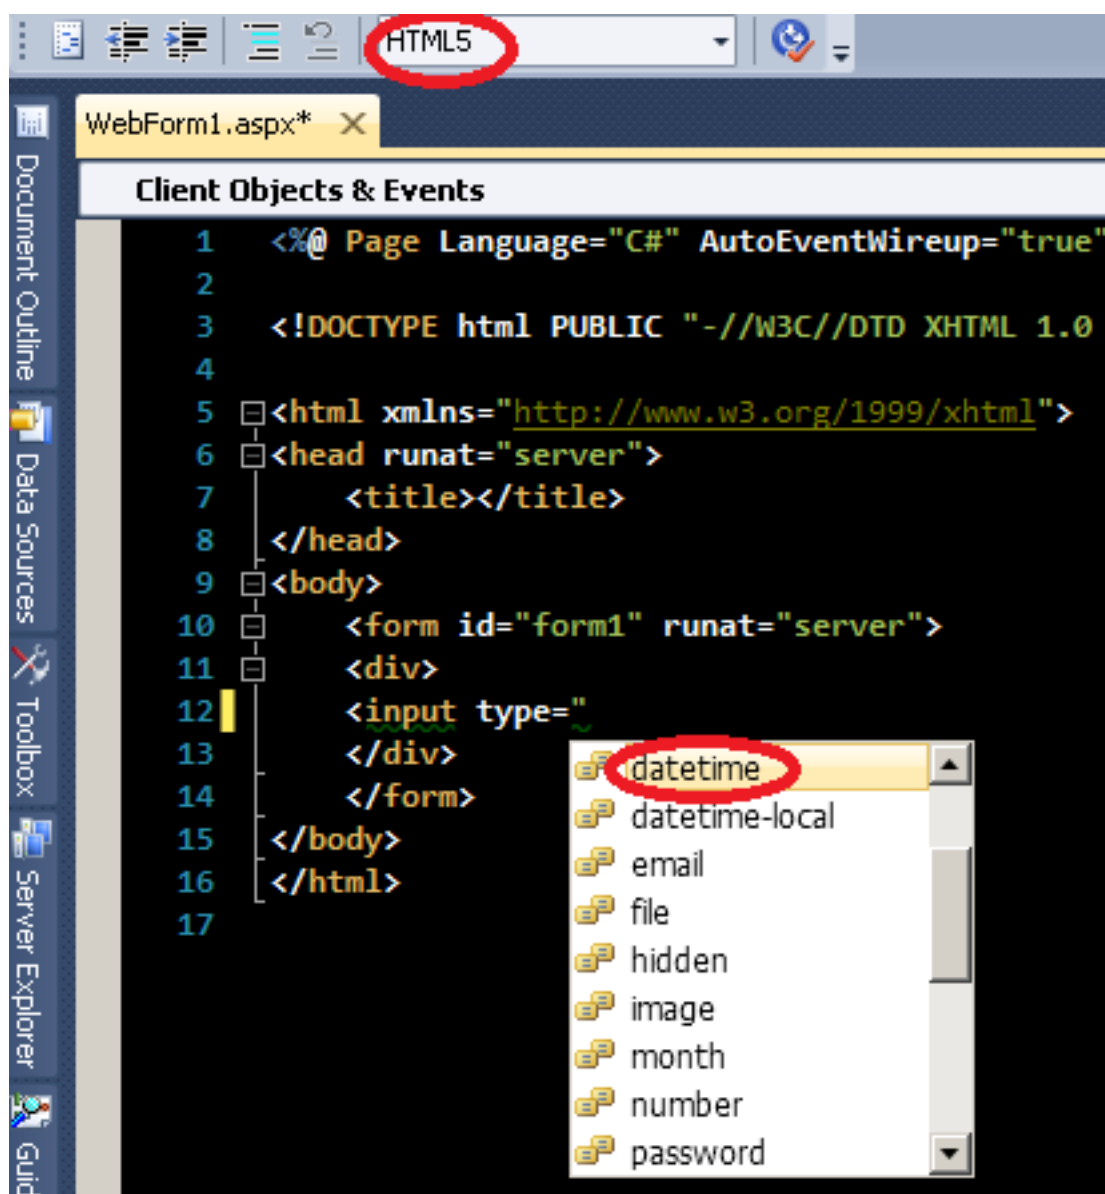 HTML5
WebForm1.aspx*
Client Objects & Events
1 <%@ Page Language="C#" AutoEventWireup="true"
2
3 <!DOCTYPE html PUBLIC "-//W3C//DTD XHTML 1.0
4
5 <html xmlns="http://www.w3.org/1999/xhtml">
6 <head runat="server">
7 <title></title>
8 </head>
9 <body>
10 <form id="form1" runat="server">
11 <div>
12 <input type="
13 </div>
14 </form>
15 </body>
16 </html>
17
datetime
datetime-local
email
file
hidden
image
month
number
password
Document Outline
Data Sources
Toolbox
Server Explorer
Guid